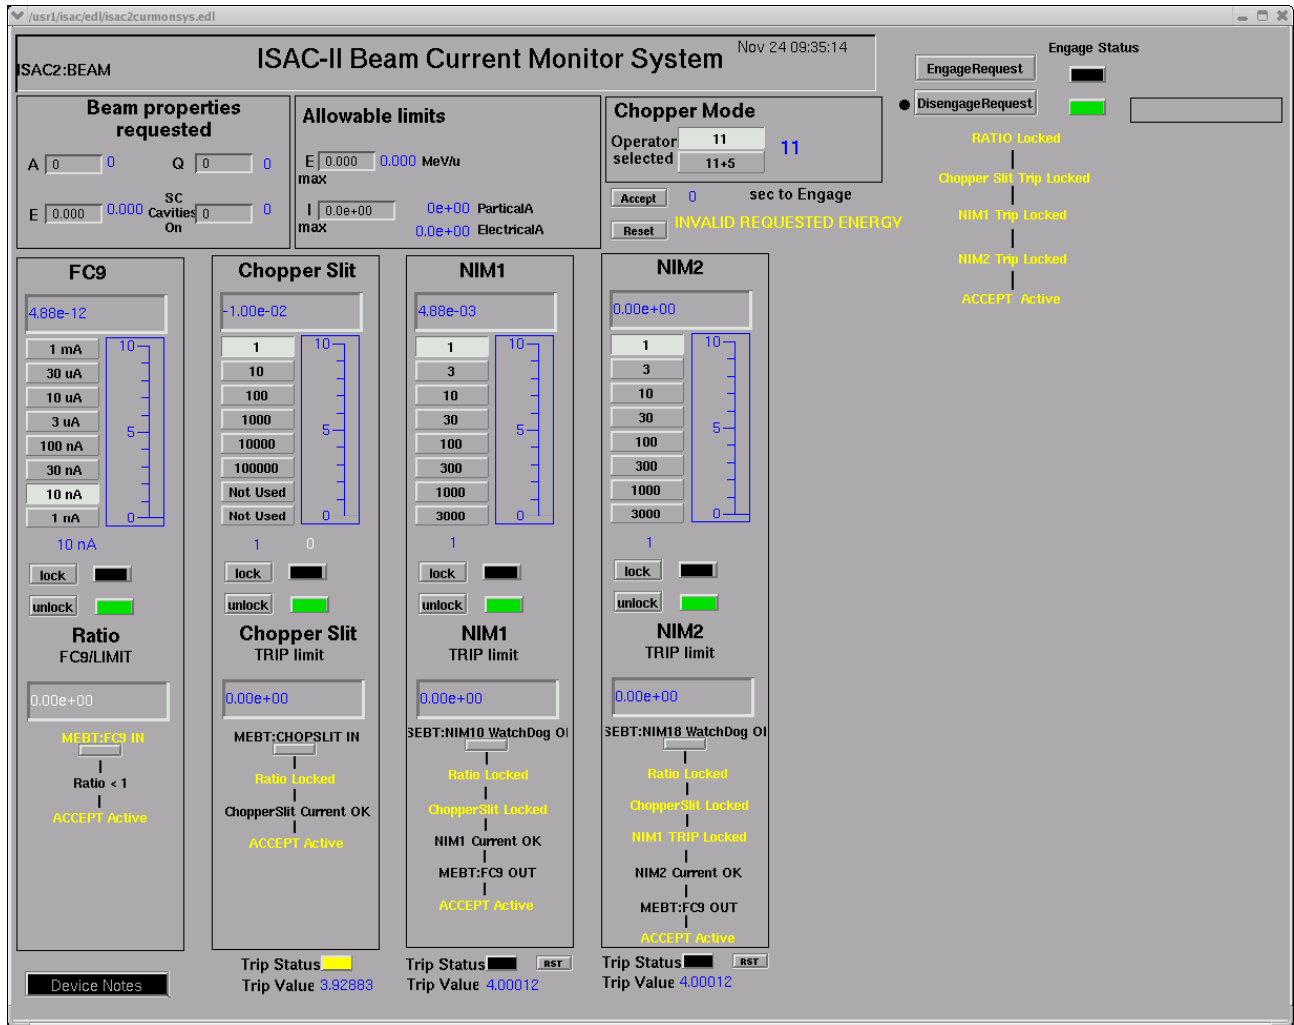 /usr1/isac/edl/isac2curmonsys.edl
ISAC2:BEAM
ISAC-II Beam Current Monitor System
Nov 24 09:35:14
EngageRequest
Engage Status
DisengageRequest
RATIO Locked
Chopper Slit Trip Locked
NIM1 Trip Locked
NIM2 Trip Locked
ACCEPT Active
Beam properties
requested
A 0 0 Q 0 0
E 0.000 0.000 SC Cavities On 0 0
Allowable limits
E max 0.000 0.000 MeV/u
I max 0.0e+00 0e+00 ParticalA
0.0e+00 ElectricalA
Chopper Mode
Operator selected
11
11+5
11
Accept 0 sec to Engage
Reset INVALID REQUESTED ENERGY
FC9
4.88e-12
1 mA
30 uA
10 uA
3 uA
100 nA
30 nA
10 nA
1 nA
10
5
0
10 nA
lock
unlock
Ratio
FC9/LIMIT
0.00e+00
MEBT:FC9 IN
Ratio < 1
ACCEPT Active
Device Notes
Chopper Slit
-1.00e-02
1
10
100
1000
10000
100000
Not Used
Not Used
10
5
0
1 0
lock
unlock
Chopper Slit
TRIP limit
0.00e+00
MEBT:CHOPSLIT IN
Ratio Locked
ChopperSlit Current OK
ACCEPT Active
Trip Status
Trip Value 3.92883
NIM1
4.88e-03
1
3
10
30
100
300
1000
3000
10
5
0
1
lock
unlock
NIM1
TRIP limit
0.00e+00
SEBT:NIM10 WatchDog
Ratio Locked
ChopperSlit Locked
NIM1 Current OK
MEBT:FC9 OUT
ACCEPT Active
Trip Status RST
Trip Value 4.00012
NIM2
0.00e+00
1
3
10
30
100
300
1000
3000
10
5
0
1
lock
unlock
NIM2
TRIP limit
0.00e+00
SEBT:NIM18 WatchDog
Ratio Locked
ChopperSlit Locked
NIM1 TRIP Locked
NIM2 Current OK
MEBT:FC9 OUT
ACCEPT Active
Trip Status RST
Trip Value 4.00012